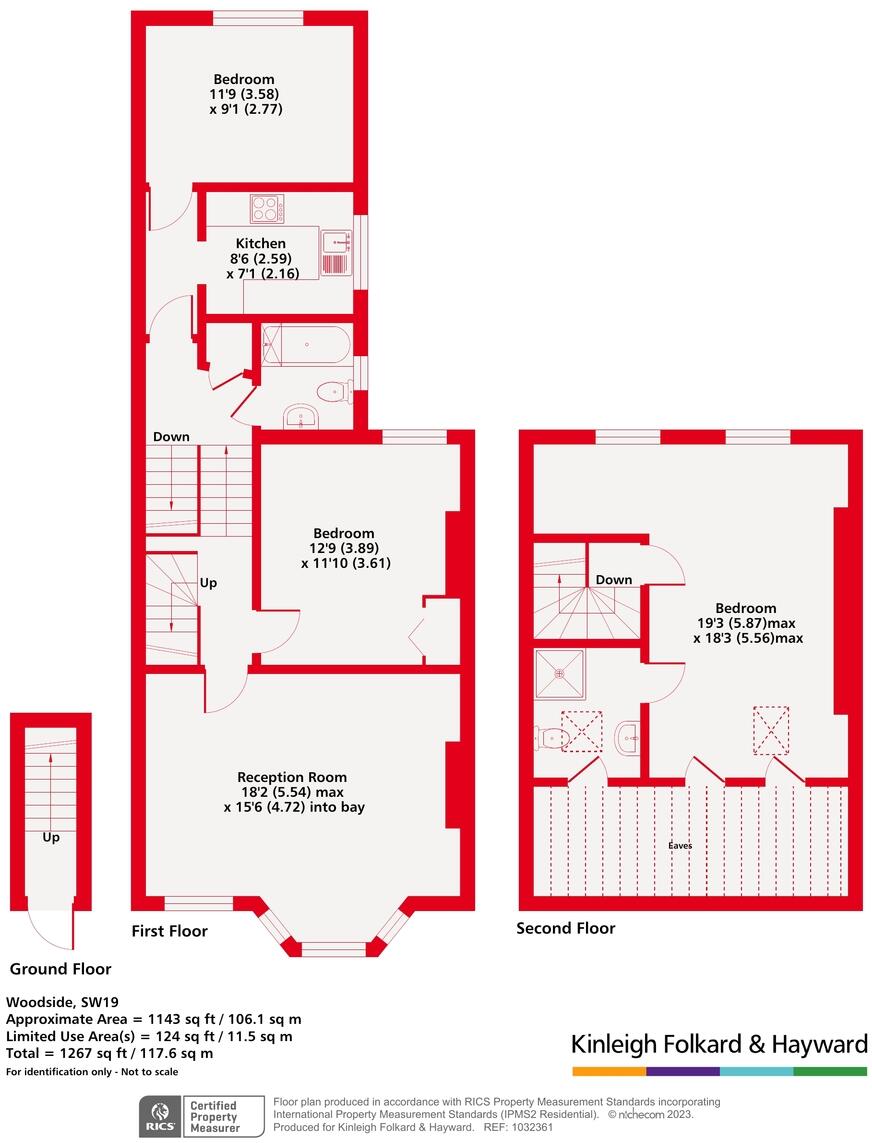 Bedroom
11'9 (3.58)
x 9'1 (2.77)
Kitchen
8'6 (2.59)
x 7'1 (2.16)
Down
Bedroom
12'9 (3.89)
x 11'10 (3.61)
Up
Down
Bedroom
19'3 (5.87)max
x 18'3 (5.56)max
Reception Room
18'2 (5.54) max
x 15'6 (4.72) into bay
Up
Eaves
First Floor
Second Floor
Ground Floor
Woodside, SW19
Approximate Area = 1143 sq ft / 106.1 sq m
Limited Use Area(s) = 124 sq ft / 11.5 sq m
Total = 1267 sq ft / 117.6 sq m
For identification only - Not to scale
Kinleigh Folkard & Hayward
RICS
Certified
Property
Measurer
Floor plan produced in accordance with RICS Property Measurement Standards incorporating
International Property Measurement Standards (IPMS2 Residential). © nichecom 2023.
Produced for Kinleigh Folkard & Hayward. REF: 1032361